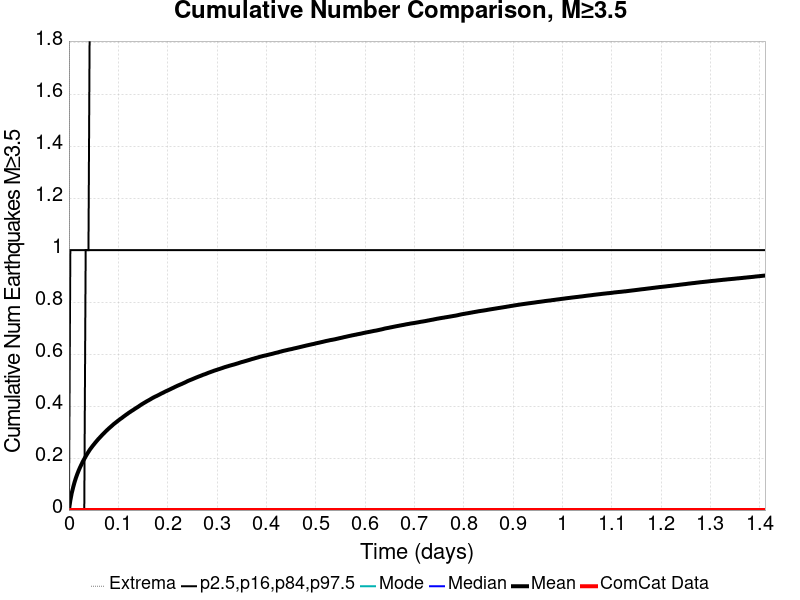 Cumulative Number Comparison, M≥3.5
Cumulative Num Earthquakes M≥3.5
1.8
1.6
1.4
1.2
1
0.8
0.6
0.4
0.2
0
0 0.1 0.2 0.3 0.4 0.5 0.6 0.7 0.8 0.9 1 1.1 1.2 1.3 1.4
Time (days)
Extrema p2.5,p16,p84,p97.5 Mode Median Mean ComCat Data